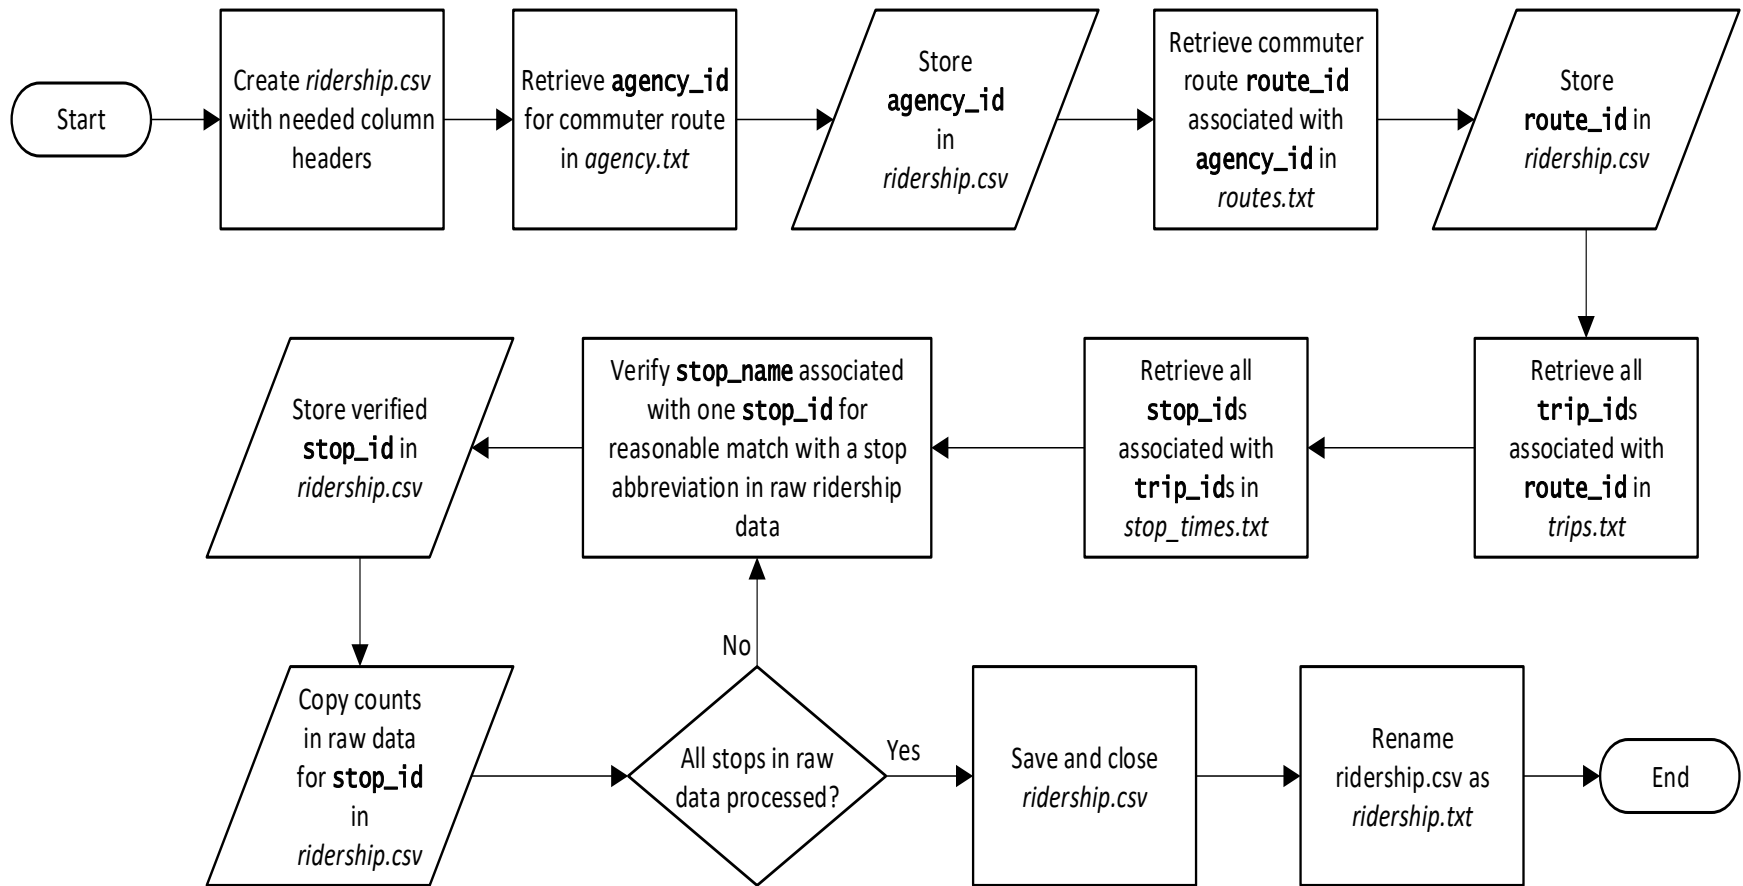 Start
Create ridership.csv
with needed column
headers
Retrieve agency_id
for commuter route
in agency.txt
Store
agency_id
in
ridership.csv
Retrieve commuter
route route_id
associated with
agency_id in
routes.txt
Store
route_id in
ridership.csv
Retrieve all
trip_ids
associated with
route_id in
trips.txt
Retrieve all
stop_ids
associated with
trip_ids in
stop_times.txt
Verify stop_name associated
with one stop_id for
reasonable match with a stop
abbreviation in raw ridership
data
Store verified
stop_id in
ridership.csv
Copy counts
in raw data
for stop_id
in
ridership.csv
All stops in raw
data processed?
No
Yes
Save and close
ridership.csv
Rename
ridership.csv as
ridership.txt
End